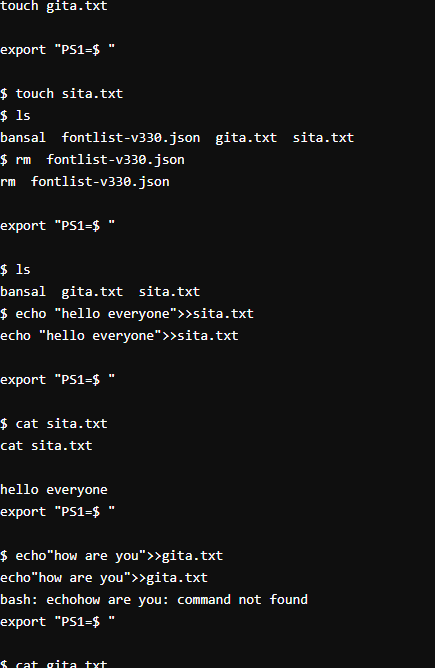 touch gita.txt
export "PS1=$ "
$ touch sita.txt
$ ls
bansal  fontlist-v330.json  gita.txt  sita.txt
$ rm  fontlist-v330.json
rm  fontlist-v330.json
export "PS1=$ "
$ ls
bansal  gita.txt  sita.txt
$ echo "hello everyone">>sita.txt
echo "hello everyone">>sita.txt
export "PS1=$ "
$ cat sita.txt
cat sita.txt
hello everyone
export "PS1=$ "
$ echo"how are you">>gita.txt
echo"how are you">>gita.txt
bash: echohow are you: command not found
export "PS1=$ "
$ cat gita.txt